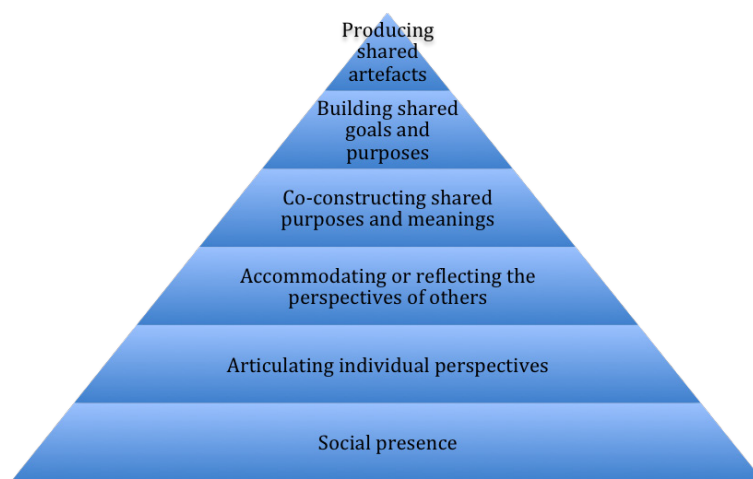 Producing
shared
artefacts
Building shared
goals and
purposes
Co-constructing shared
purposes and meanings
Accommodating or reflecting the
perspectives of others
Articulating individual perspectives
Social presence